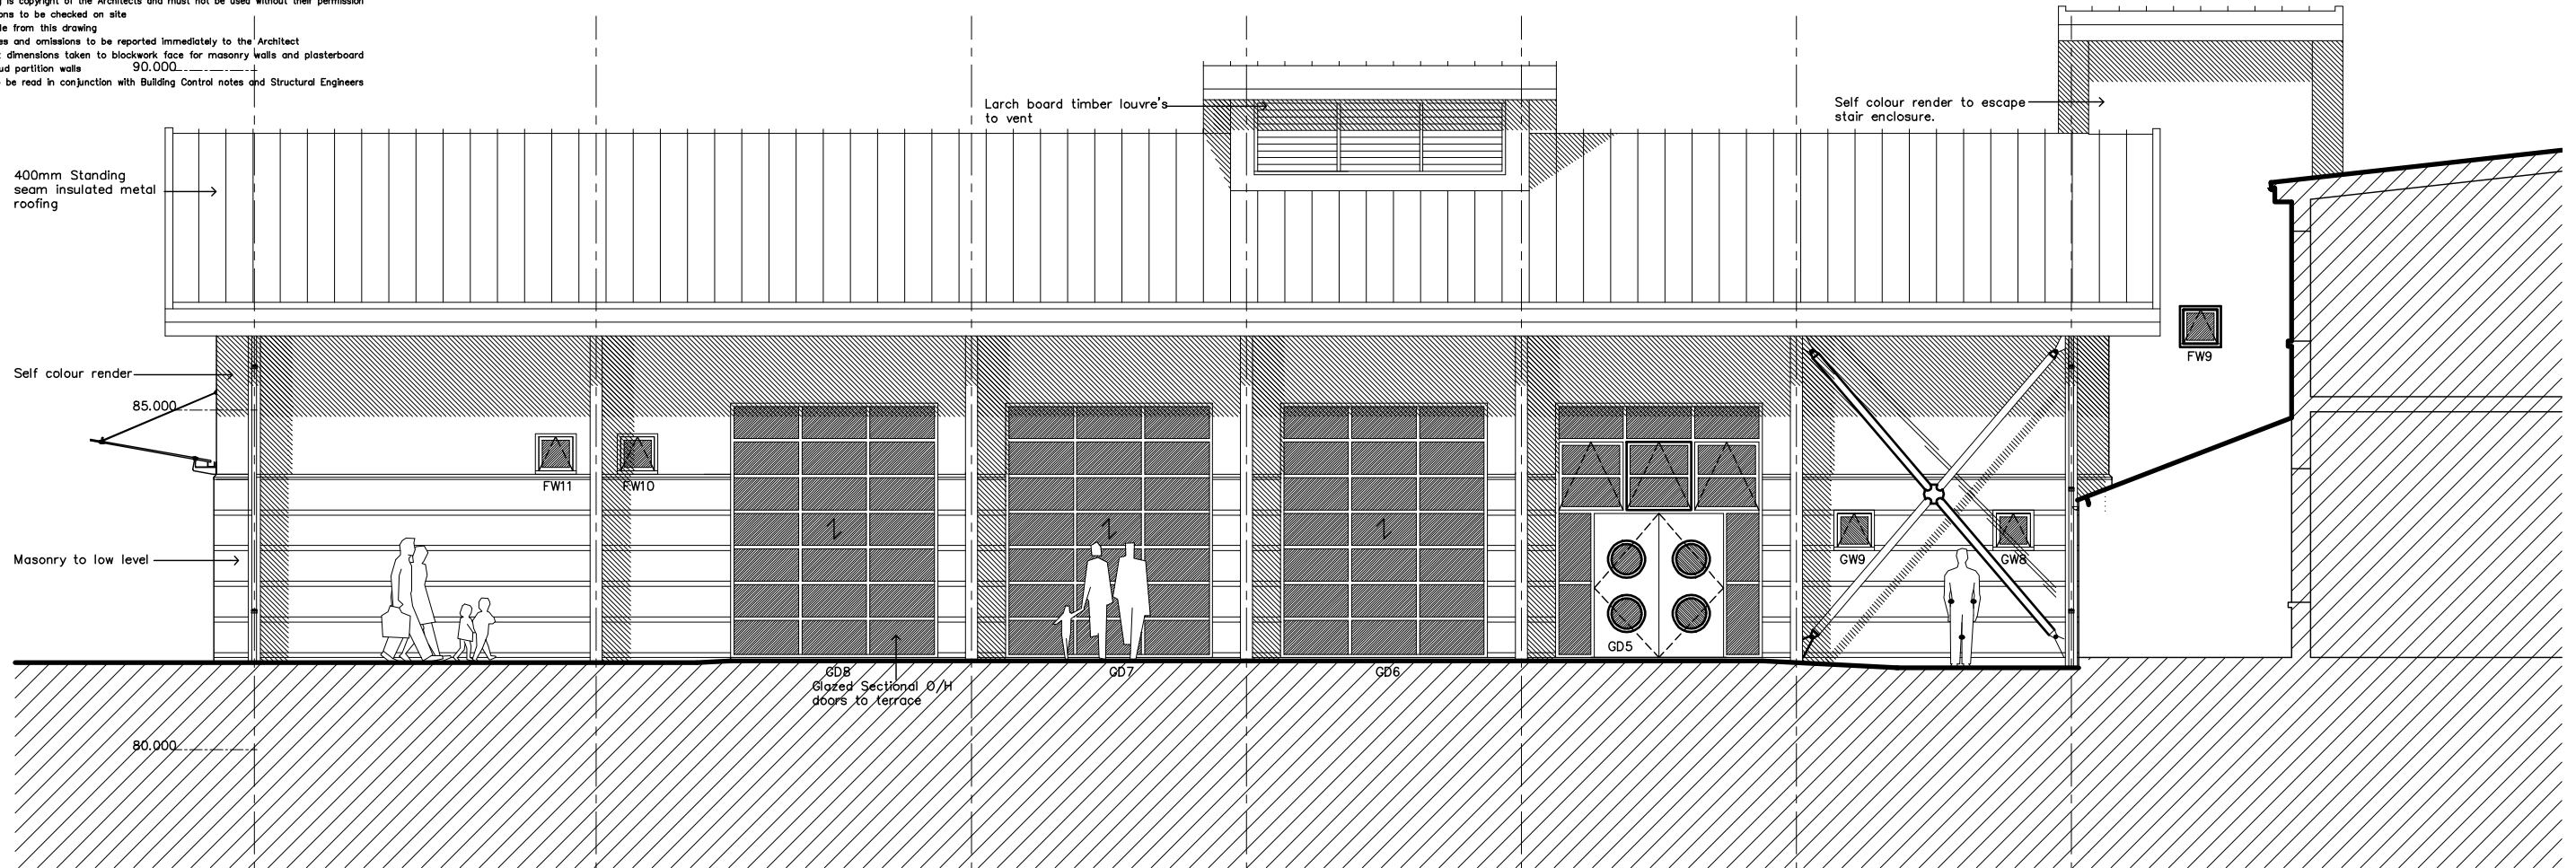 is copyright of the Architects and must not be used without their permission
to be checked on site
from this drawing
and omissions to be reported immediately to the Architect
dimensions taken to blockwork face for masonry walls and plasterboard
partition walls
be read in conjunction with Building Control notes and Structural Engineers
90.000
Larch board timber louvre's
to vent
Self colour render to escape
stair enclosure.
400mm Standing
seam insulated metal
roofing
FW9
Self colour render
85.000
FW11
FW10
Masonry to low level
GW9
GW8
GD5
GD8
GD7
GD6
Glazed Sectional O/H
doors to terrace
80.000